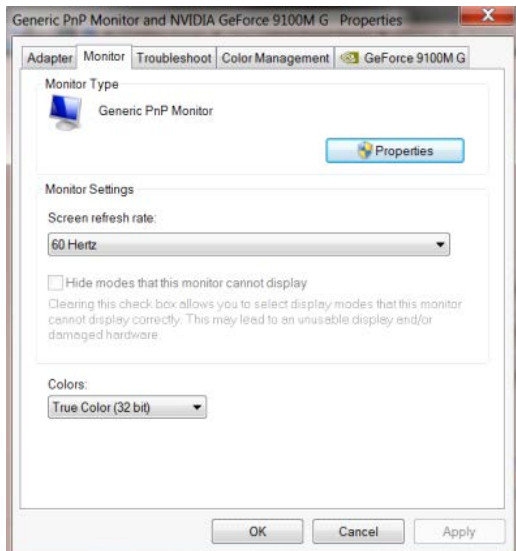 Generic PnP Monitor and NVIDIA GeForce 9100M G Properties
Adapter Monitor Troubleshoot Color Management GeForce 9100M G
Monitor Type
Generic PnP Monitor
Properties
Monitor Settings
Screen refresh rate:
60 Hertz
Hide modes that this monitor cannot display
Clearing this check box allows you to select display modes that this monitor
cannot display correctly. This may lead to an unusable display and/or
damaged hardware.
Colors:
True Color (32 bit)
OK Cancel Apply